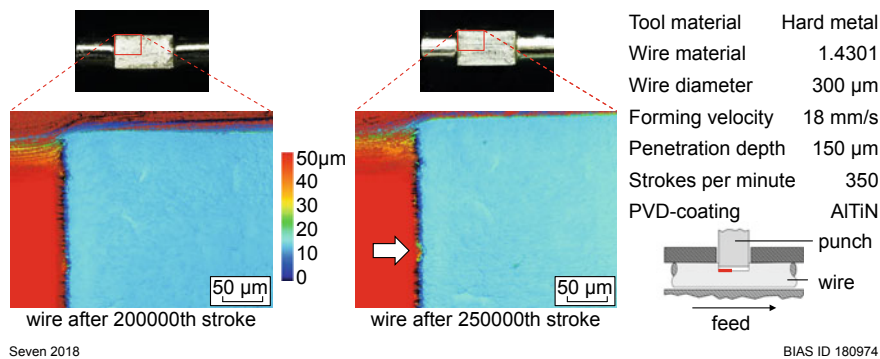 Tool material Hard metal
Wire material 1.4301
Wire diameter 300 µm
Forming velocity 18 mm/s
Penetration depth 150 µm
Strokes per minute 350
PVD-coating AlTiN
50µm
40
30
20
10
0
50 µm
50 µm
wire after 200000th stroke
wire after 250000th stroke
punch
wire
feed
Seven 2018
BIAS ID 180974